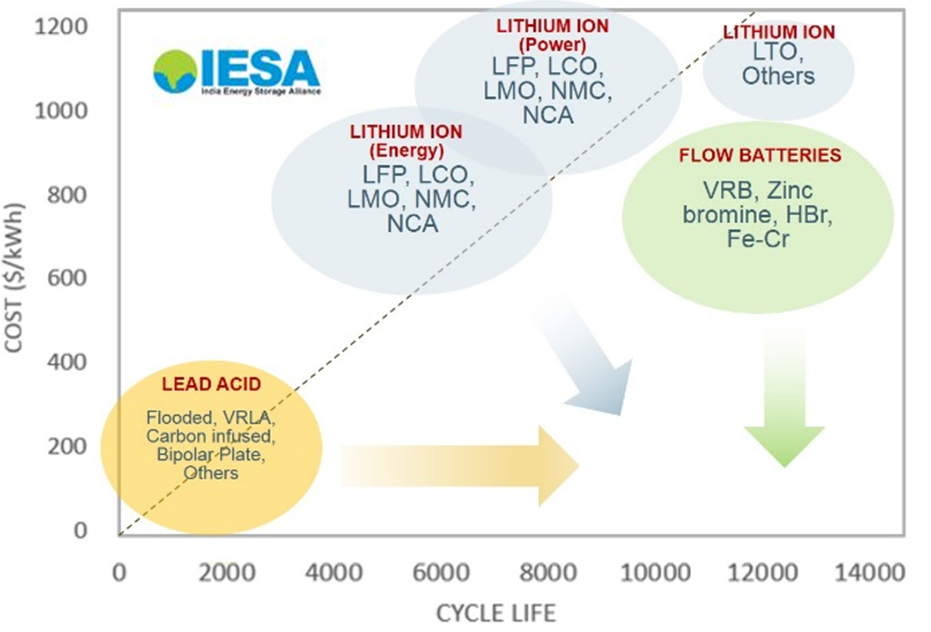 IESA
India Energy Storage Alliance
LITHIUM ION
(Power)
LFP, LCO,
LMO, NMC,
NCA
LITHIUM ION
LTO,
Others
LITHIUM ION
(Energy)
LFP, LCO,
LMO, NMC,
NCA
FLOW BATTERIES
VRB, Zinc
bromine, HBr,
Fe-Cr
LEAD ACID
Flooded, VRLA,
Carbon infused,
Bipolar Plate,
Others
COST ($/kWh)
1200
1000
800
600
400
200
0
0 2000 4000 6000 8000 10000 12000 14000
CYCLE LIFE